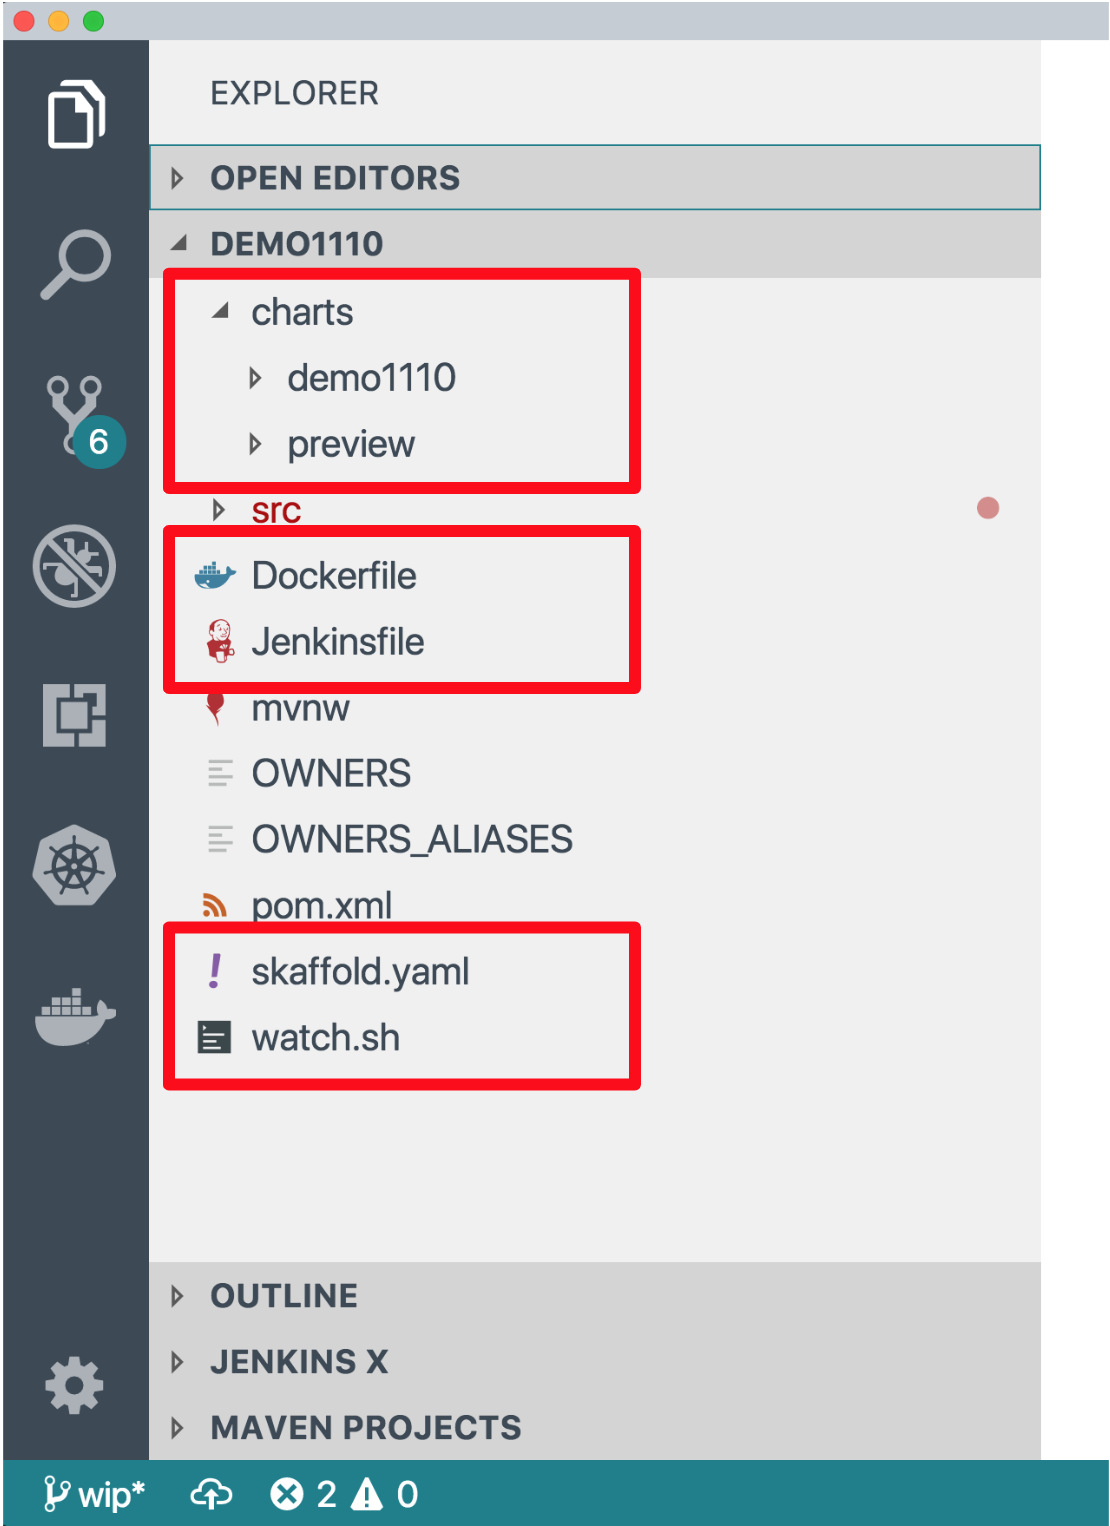 EXPLORER
OPEN EDITORS
DEMO1110
charts
demo1110
preview
6
src
Dockerfile
Jenkinsfile
mvnw
OWNERS
OWNERS_ALIASES
pom.xml
skaffold.yaml
watch.sh
OUTLINE
JENKINS X
MAVEN PROJECTS
wip* 2 0